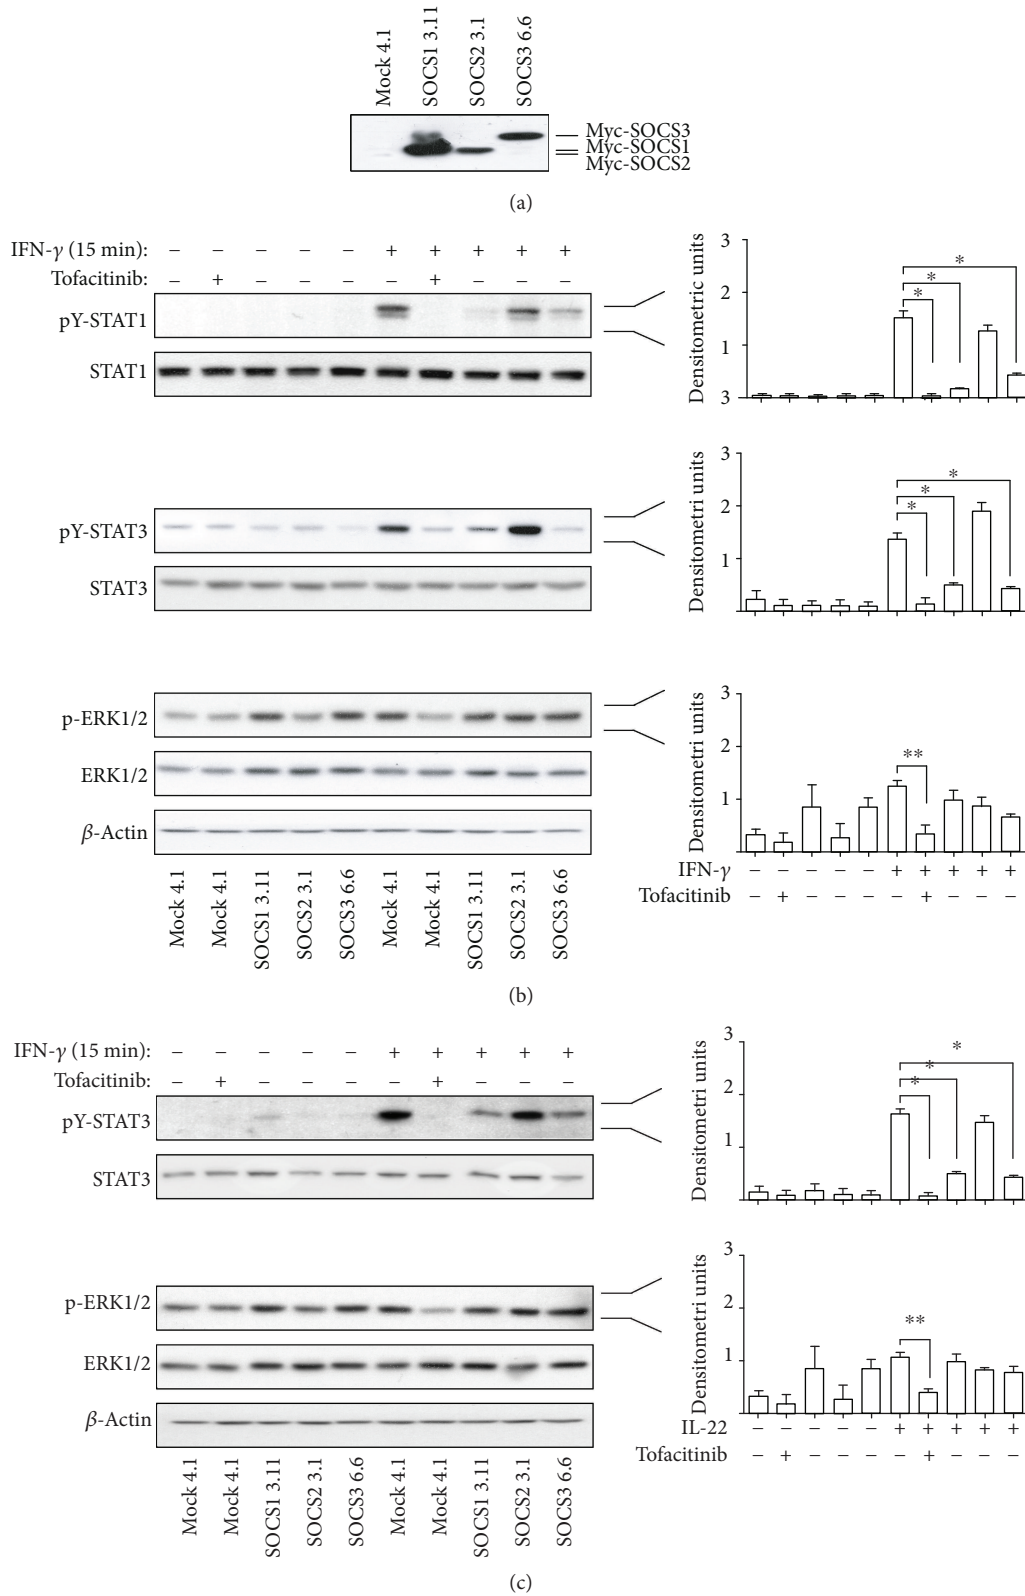 Mock 4.1
SOCS1 3.11
SOCS2 3.1
SOCS3 6.6
Myc-SOCS3
Myc-SOCS1
Myc-SOCS2
(a)
IFN-γ (15 min): – – – – – + + + + +
Tofacitinib: – + – – – – + – – –
pY-STAT1
STAT1
Densitometric units
3
2
1
3
* * *
pY-STAT3
STAT3
Densitometri units
3
2
1
* * *
p-ERK1/2
ERK1/2
β-Actin
Densitometri units
3
2
1
**
IFN-γ – – – – – + + + + +
Tofacitinib – + – – – – + – – –
Mock 4.1
Mock 4.1
SOCS1 3.11
SOCS2 3.1
SOCS3 6.6
Mock 4.1
Mock 4.1
SOCS1 3.11
SOCS2 3.1
SOCS3 6.6
(b)
IFN-γ (15 min): – – – – – + + + + +
Tofacitinib: – + – – – – + – – –
pY-STAT3
STAT3
Densitometri units
3
2
1
* * *
p-ERK1/2
ERK1/2
β-Actin
Densitometri units
3
2
1
**
IL-22 – – – – – + + + + +
Tofacitinib – + – – – – + – – –
Mock 4.1
Mock 4.1
SOCS1 3.11
SOCS2 3.1
SOCS3 6.6
Mock 4.1
Mock 4.1
SOCS1 3.11
SOCS2 3.1
SOCS3 6.6
(c)